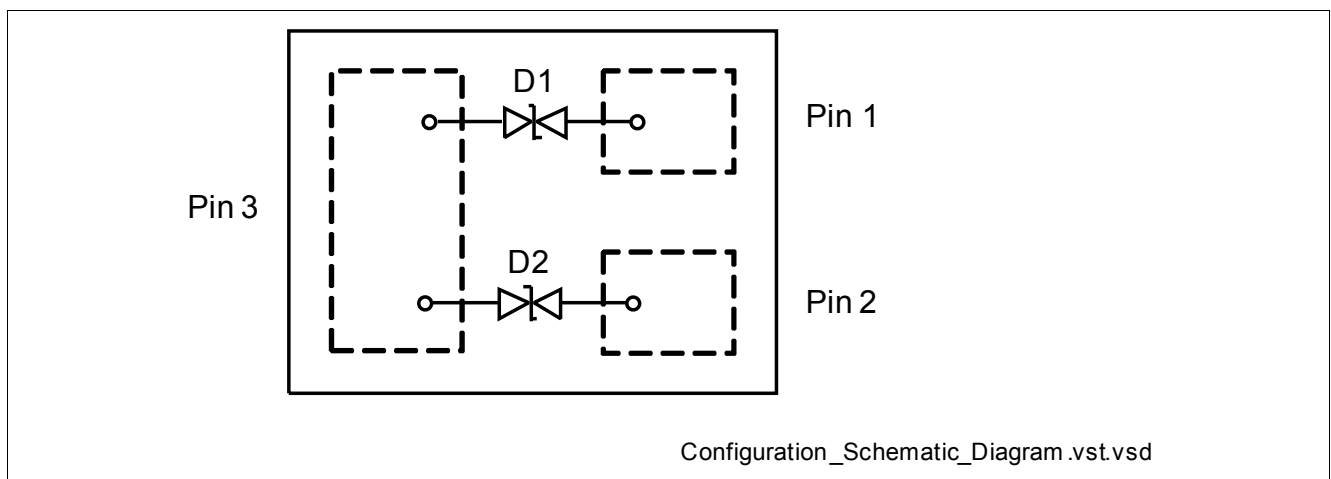 D1
Pin 1
Pin 3
D2
Pin 2
Configuration_Schematic_Diagram.vst.vsd